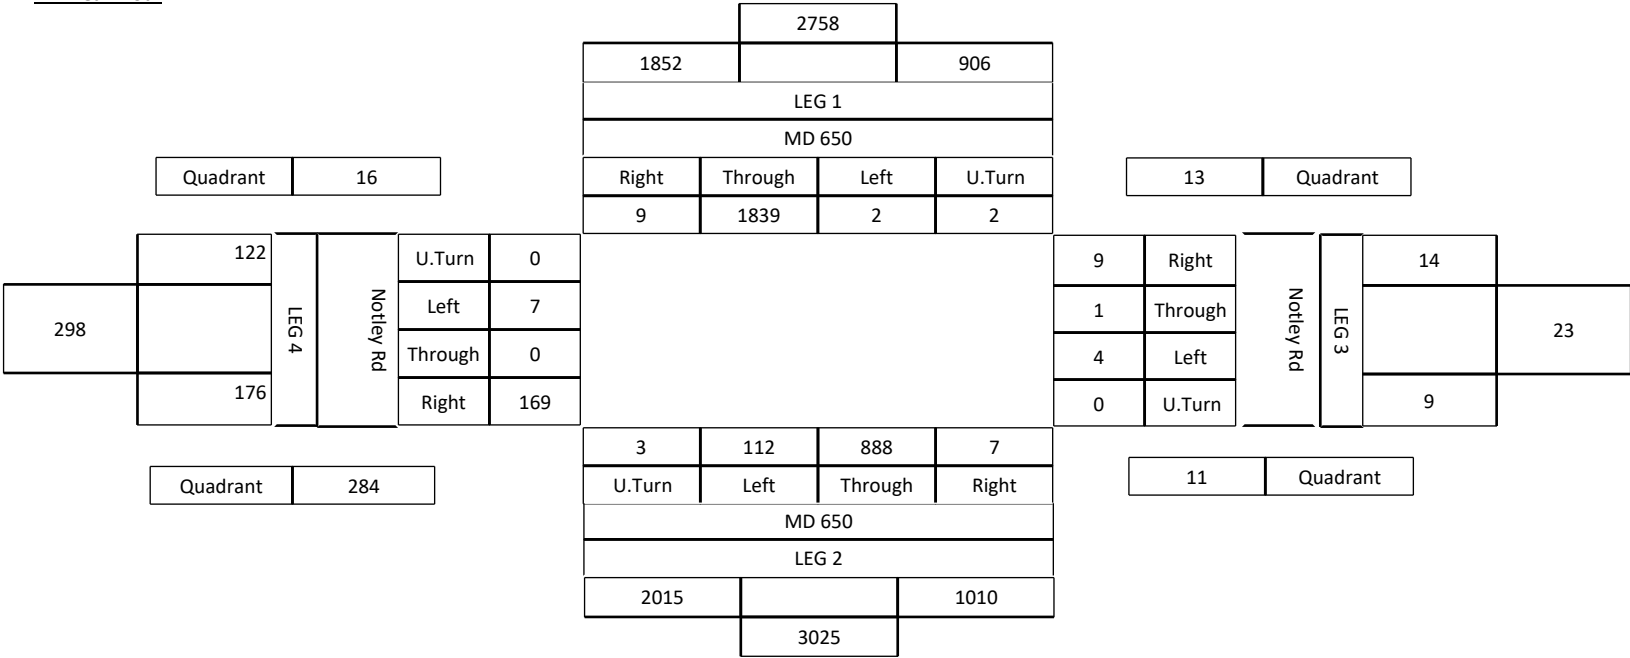 2758
1852 906
LEG 1
MD 650
Quadrant 16
Right Through Left U.Turn
13 Quadrant
9 1839 2 2
122 U.Turn 0 9 Right 14
Left 7 1 Through
298 LEG 4 Notley Rd Notley Rd LEG 3 23
Through 0 4 Left
176 Right 169 0 U.Turn 9
3 112 888 7
U.Turn Left Through Right
Quadrant 284
11 Quadrant
MD 650
LEG 2
2015 1010
3025